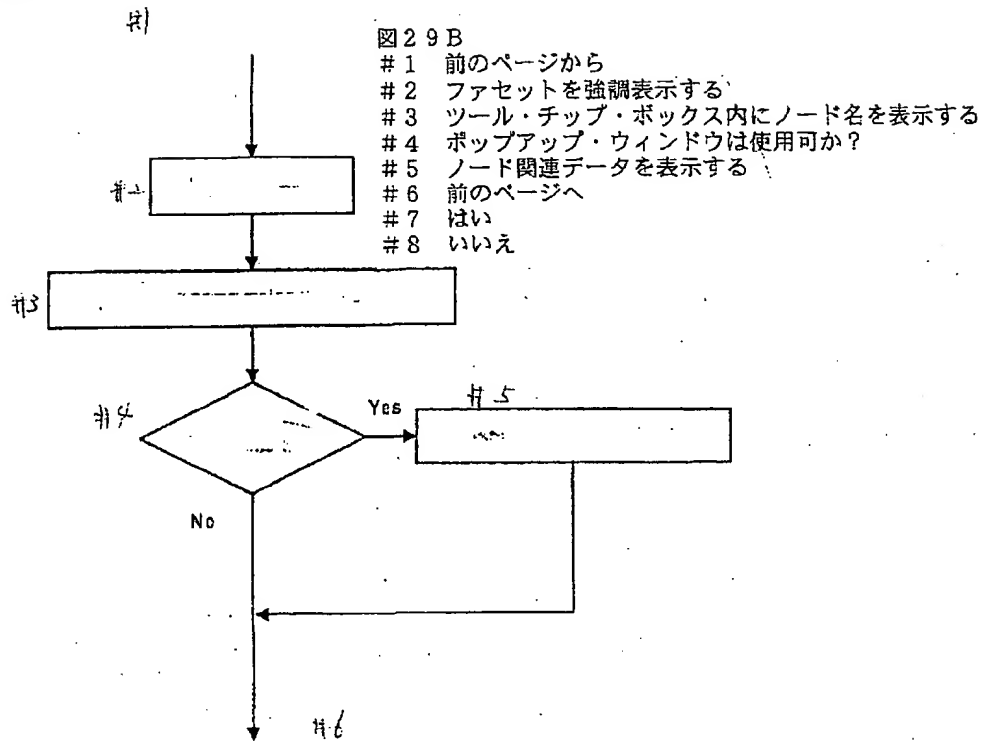 #1
図29B
#1 前のページから
#2 ファセットを強調表示する
#3 ツール・チップ・ボックス内にノード名を表示する
#4 ポップアップ・ウィンドウは使用可か?
#5 ノード関連データを表示する
#6 前のページへ
#7 はい
#8 いいえ
#2
#3
#4
Yes
#5
No
#6